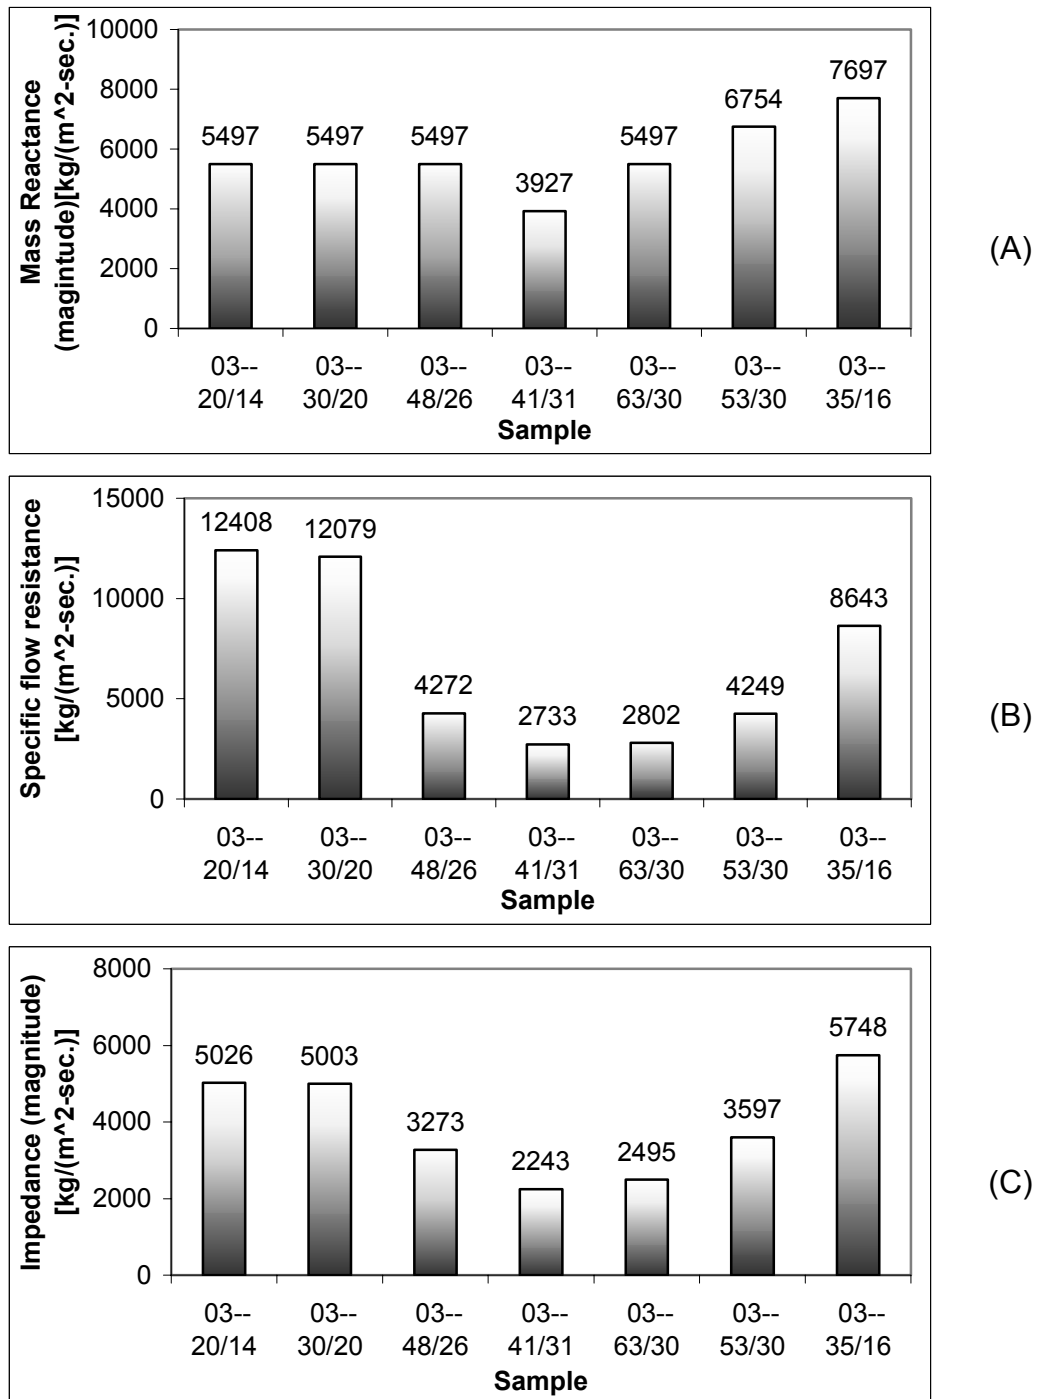 Mass Reactance
(magintude)[kg/(m^2-sec.)]
10000
8000
6000
4000
2000
0
5497 5497 5497 3927 5497 6754 7697
03-- 03-- 03-- 03-- 03-- 03-- 03--
20/14 30/20 48/26 41/31 63/30 53/30 35/16
Sample
(A)
Specific flow resistance
[kg/(m^2-sec.)]
15000
10000
5000
0
12408 12079 4272 2733 2802 4249 8643
03-- 03-- 03-- 03-- 03-- 03-- 03--
20/14 30/20 48/26 41/31 63/30 53/30 35/16
Sample
(B)
Impedance (magnitude)
[kg/(m^2-sec.)]
8000
6000
4000
2000
0
5026 5003 3273 2243 2495 3597 5748
03-- 03-- 03-- 03-- 03-- 03-- 03--
20/14 30/20 48/26 41/31 63/30 53/30 35/16
Sample
(C)